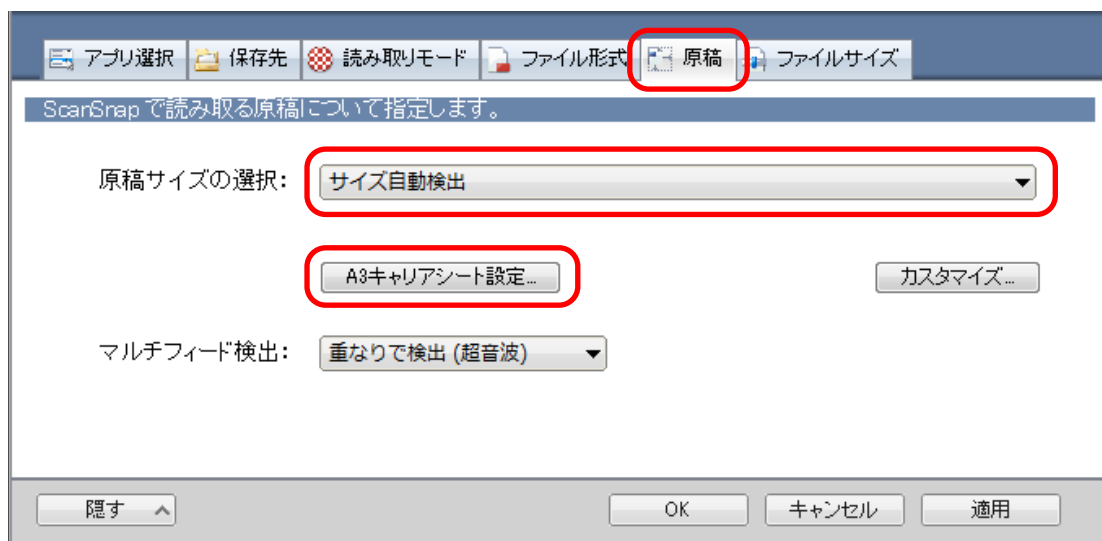 アプリ選択 保存先 読み取りモード ファイル形式 原稿 ファイルサイズ
ScanSnap で読み取る原稿について指定します。
原稿サイズの選択: サイズ自動検出
A3キャリアシート設定... カスタマイズ...
マルチフィード検出: 重なりで検出 (超音波)
隠す OK キャンセル 適用